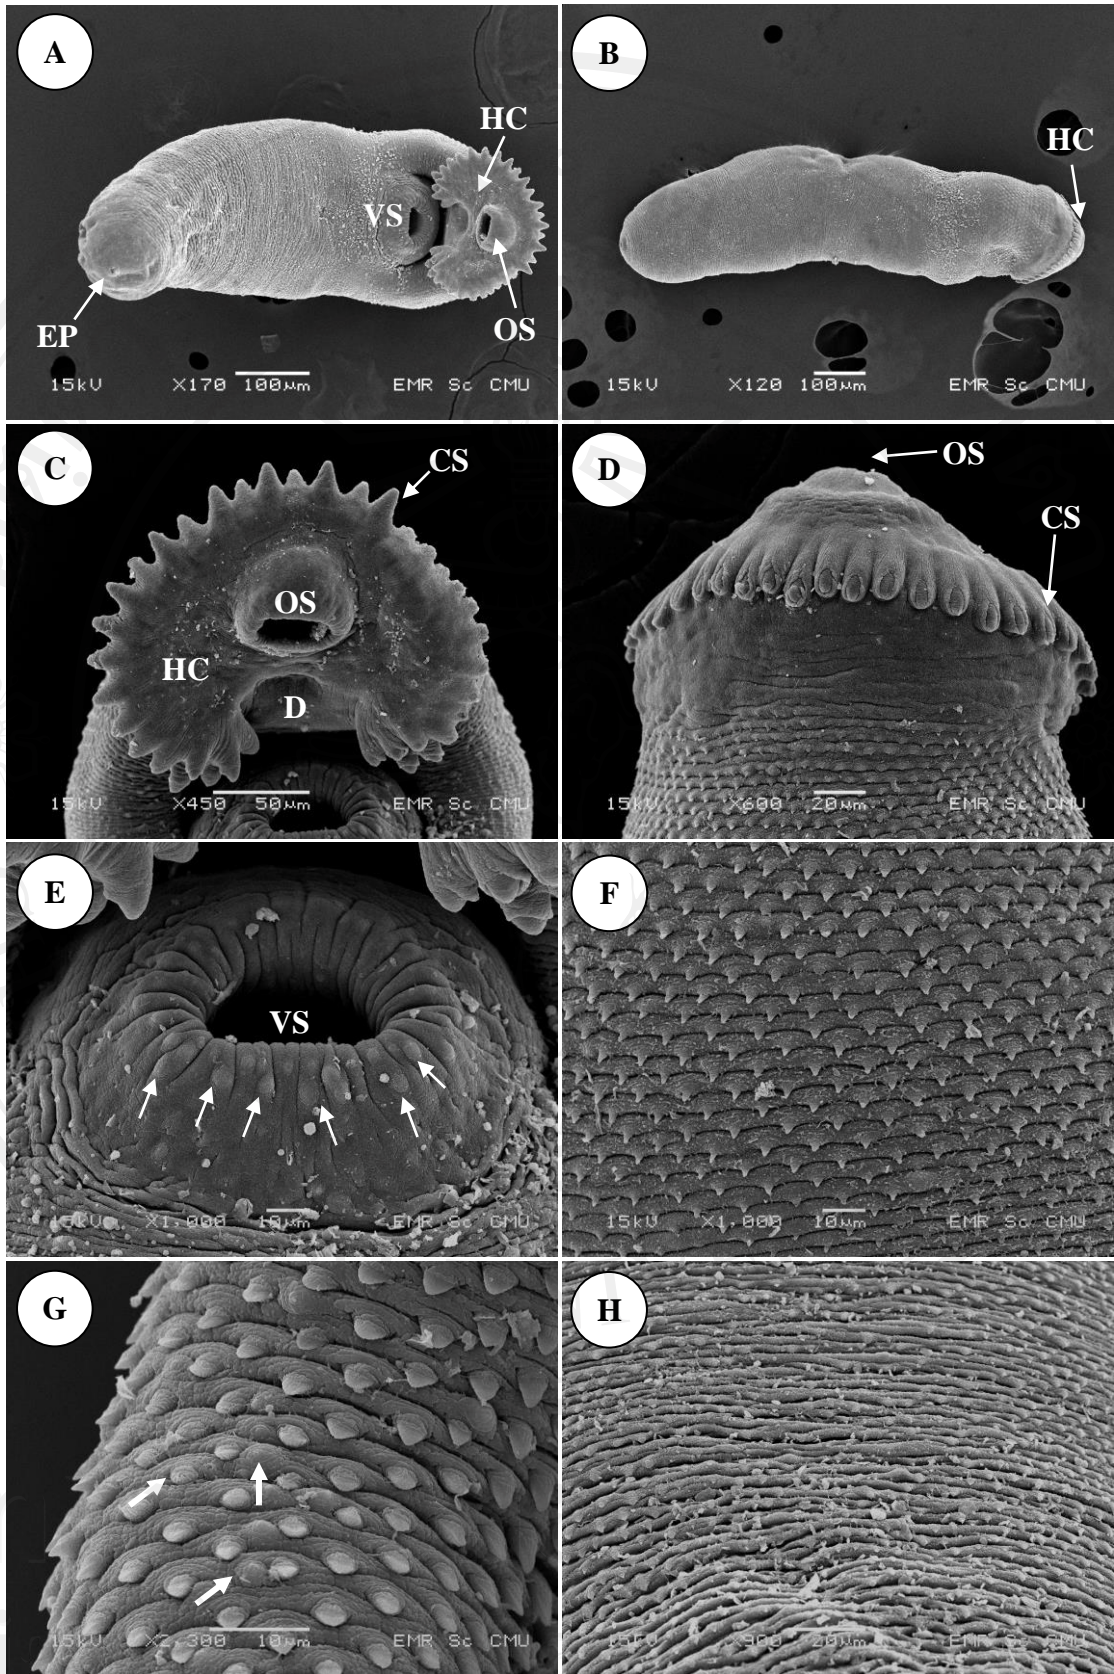 A
HC
VS
EP
OS
15kV X170 100µm EMR Sc CMU
B
HC
15kV X120 100µm EMR Sc CMU
C
CS
OS
HC
D
15kV X450 50µm EMR Sc CMU
D
OS
CS
15kV X600 20µm EMR Sc CMU
E
VS
15kV X1,000 10µm EMR Sc CMU
F
15kV X1,000 10µm EMR Sc CMU
G
15kV X2,300 10µm EMR Sc CMU
H
15kV X900 20µm EMR Sc CMU